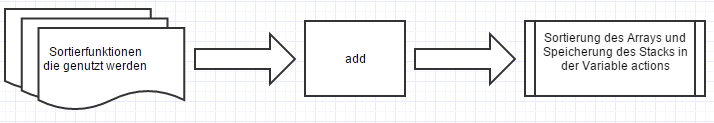 Sortierfunktionen
die genutzt werden
add
Sortierung des Arrays und
Speicherung des Stacks in
der Variable actions